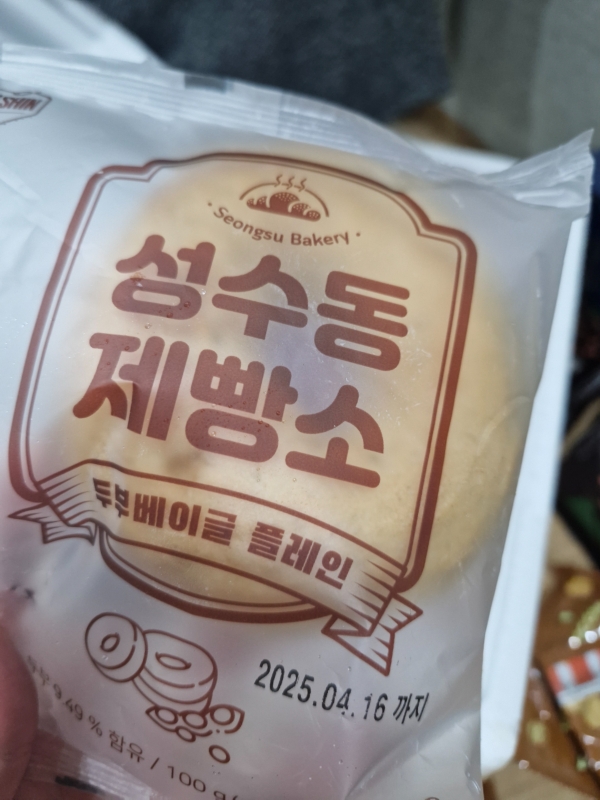 SHIN
Seongsu Bakery
성수동
제빵소
두부베이글 플레인
2025.04.16 까지
9.49 % 함유 / 100 g